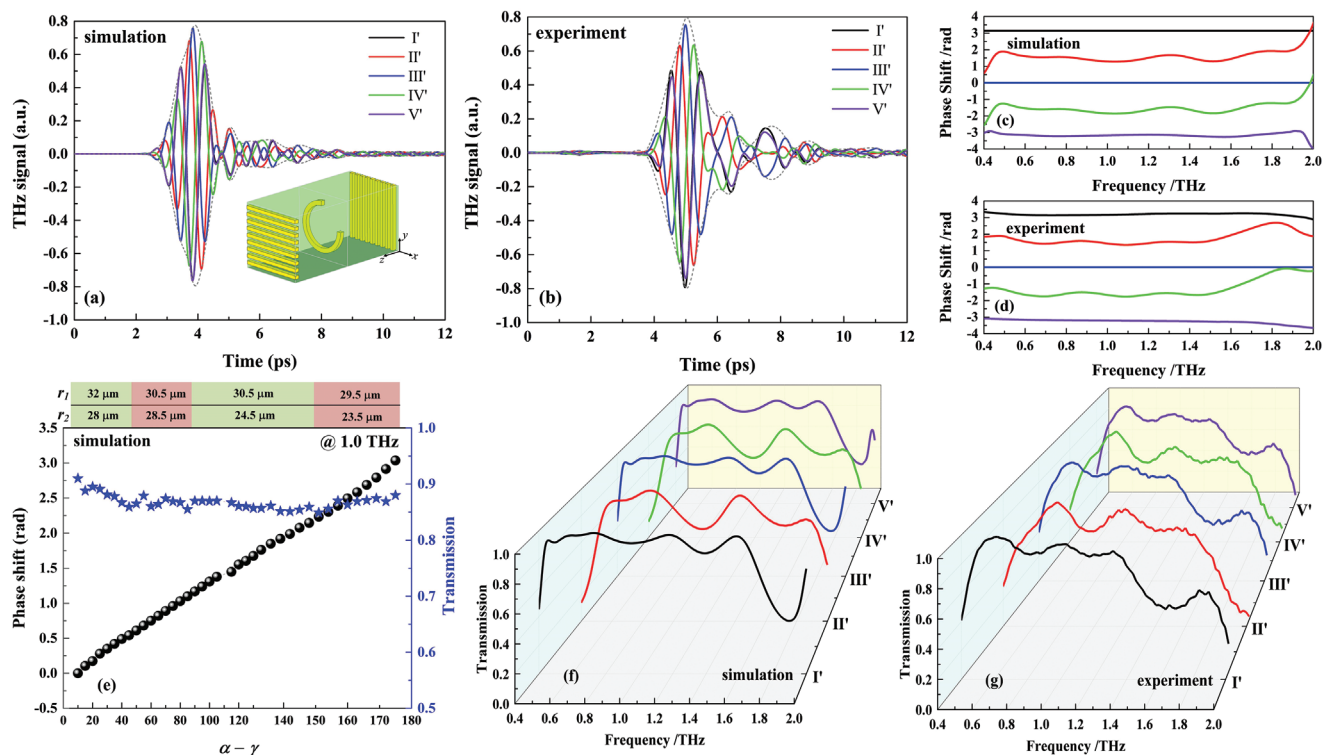 0.8
0.6
0.4
0.2
0.0
-0.2
-0.4
-0.6
-0.8
-1.0
THz signal (a.u.)
simulation
I'
II'
III'
IV'
V'
y
z
x
(a)
0 2 4 6 8 10 12
Time (ps)
0.8
0.6
0.4
0.2
0.0
-0.2
-0.4
-0.6
-0.8
-1.0
THz signal (a.u.)
experiment
I'
II'
III'
IV'
V'
(b)
0 2 4 6 8 10 12
Time (ps)
4
3
2
1
0
-1
-2
-3
-4
Phase Shift /rad
simulation
(c)
0.4 0.6 0.8 1.0 1.2 1.4 1.6 1.8 2.0
Frequency /THz
4
3
2
1
0
-1
-2
-3
-4
Phase Shift /rad
experiment
(d)
0.4 0.6 0.8 1.0 1.2 1.4 1.6 1.8 2.0
Frequency /THz
r1 32 μm 30.5 μm 30.5 μm 29.5 μm
r2 28 μm 28.5 μm 24.5 μm 23.5 μm
3.5
3.0
2.5
2.0
1.5
1.0
0.5
0.0
-0.5
Phase shift (rad)
simulation
@ 1.0 THz
1.0
0.9
0.8
0.7
0.6
0.5
Transmission
(e)
0 20 40 60 80 100 120 140 150 160 170 180
α − γ
1.0
0.8
0.6
0.4
0.2
0.0
Transmission
(f)
simulation
V'
IV'
III'
II'
I'
0.4 0.6 0.8 1.0 1.2 1.4 1.6 1.8 2.0
Frequency /THz
1.0
0.8
0.6
0.4
0.2
0.0
Transmission
(g)
experiment
V'
IV'
III'
II'
I'
0.4 0.6 0.8 1.0 1.2 1.4 1.6 1.8 2.0
Frequency /THz